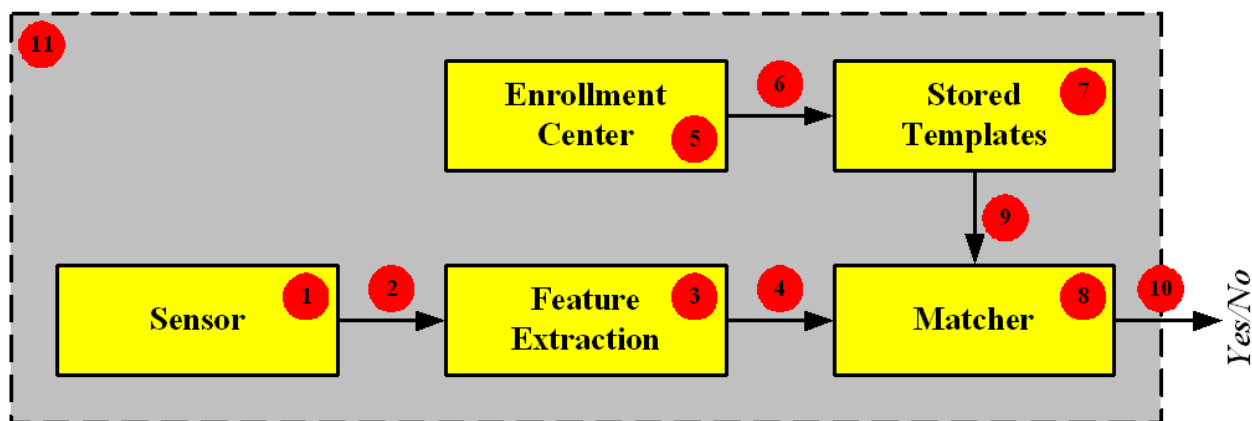 11
Enrollment
Center
5
6
Stored
Templates
7
9
Sensor
1
2
Feature
Extraction
3
4
Matcher
8
10
Yes/No